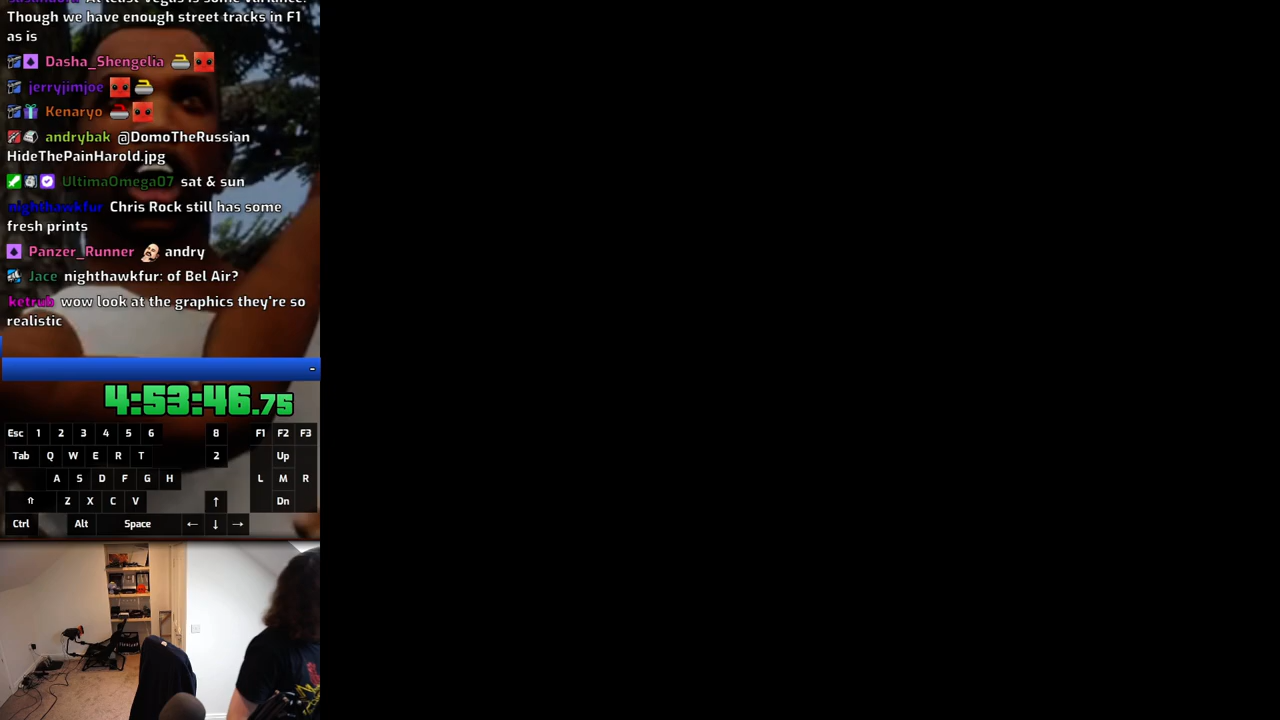 Though we have enough street tracks in F1
as is
Dasha_Shengelia
jerryjimjoe
Kenaryo
andrybak @DomoTheRussian
HideThePainHarold.jpg
UltimaOmega07 sat & sun
nighthawkfur Chris Rock still has some
fresh prints
Panzer_Runner andry
Jace nighthawkfur: of Bel Air?
ketrub wow look at the graphics they're so
realistic
-
4:53:46.75
Esc 1 2 3 4 5 6 8 F1 F2 F3
Tab Q W E R T 2 Up
A S D F G H L M R
⇧ Z X C V ↑ Dn
Ctrl Alt Space ← ↓ →